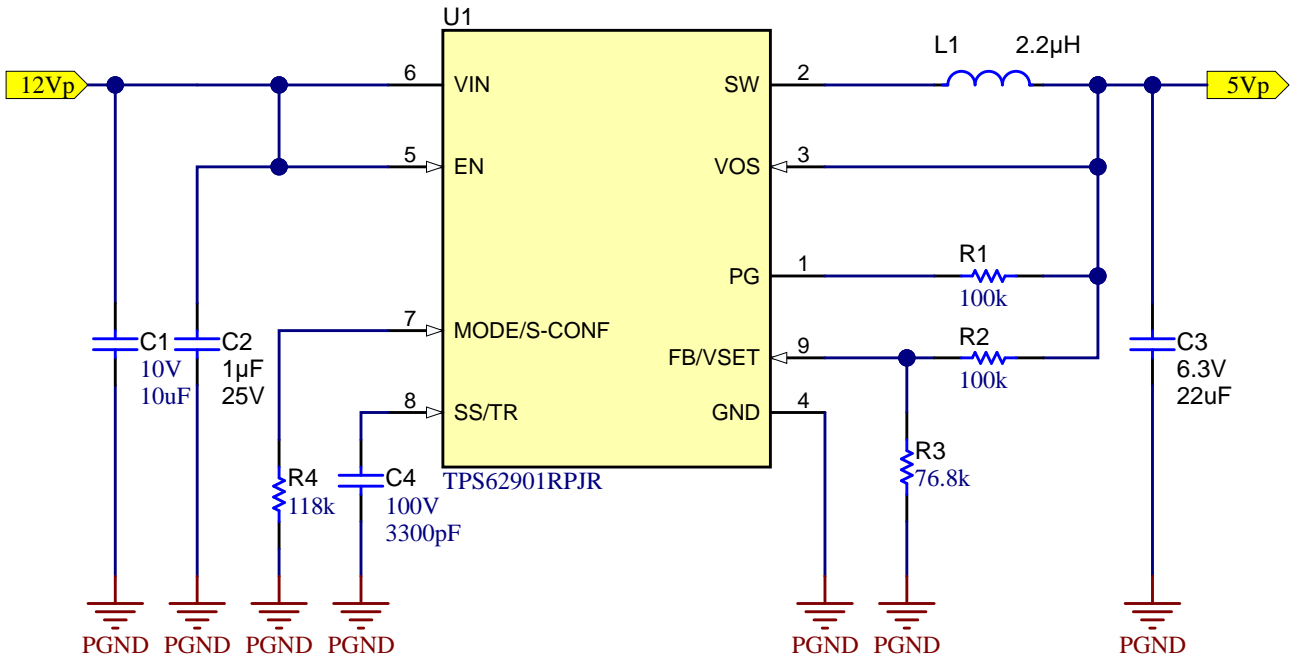 U1
12Vp
6
VIN
5
EN
7
MODE/S-CONF
8
SS/TR
SW
2
VOS
3
PG
1
FB/VSET
9
GND
4
TPS62901RPJR
L1
2.2µH
5Vp
R1
100k
R2
100k
R3
76.8k
C1
10V
10uF
C2
1µF
25V
R4
118k
C4
100V
3300pF
C3
6.3V
22uF
PGND
PGND
PGND
PGND
PGND
PGND
PGND